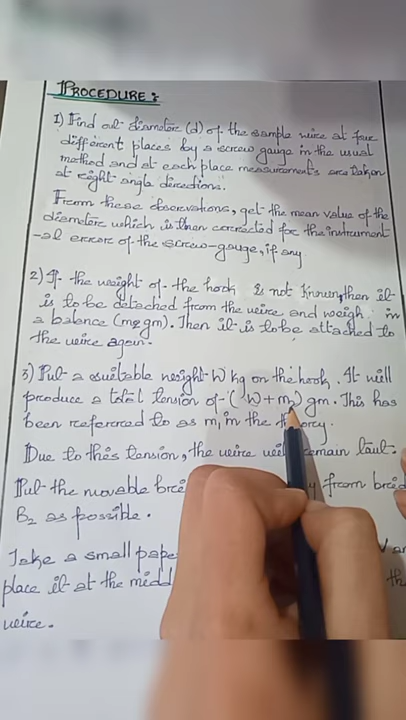 PROCEDURE :
1) Find out diameter (d) of the sample wire at four
different places by a screw gauge in the usual
method and at each place measurements are taken
at right angle directions.
From these observations, get the mean value of the
diameter which is then corrected for the instrument
-al error of the screw-gauge, if any
2) If the weight of the hook is not known, then it
is to be detached from the wire and weigh in
a balance (m2 gm). Then it is to be attached to
the wire again.
3) Put a suitable weight W kg on the hook. It will
produce a total tension of (W + m) gm. This has
been referred to as m, in the
Due to this tension, the wire will remain taut.
Put the movable from
B2 as possible.
Take a small
place it at the
wire.